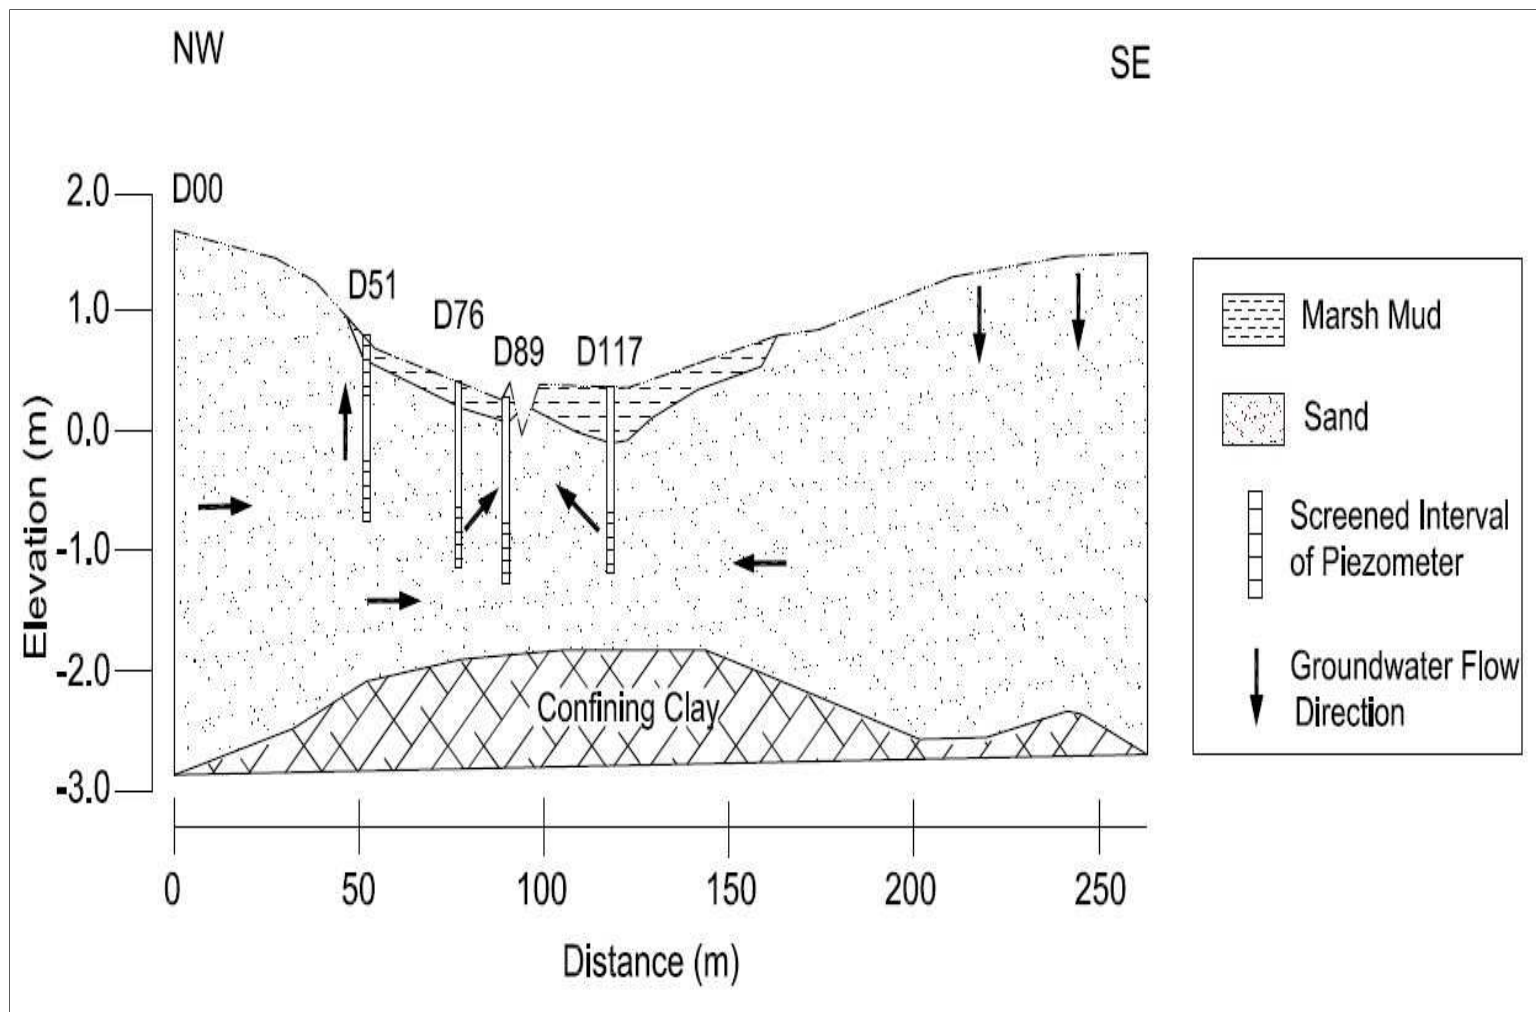 NW
SE
2.0
D00
D51
1.0
D76
D89
D117
0.0
-1.0
-2.0
-3.0
Elevation (m)
Confining Clay
0
50
100
150
200
250
Distance (m)
Marsh Mud
Sand
Screened Interval
of Piezometer
Groundwater Flow
Direction